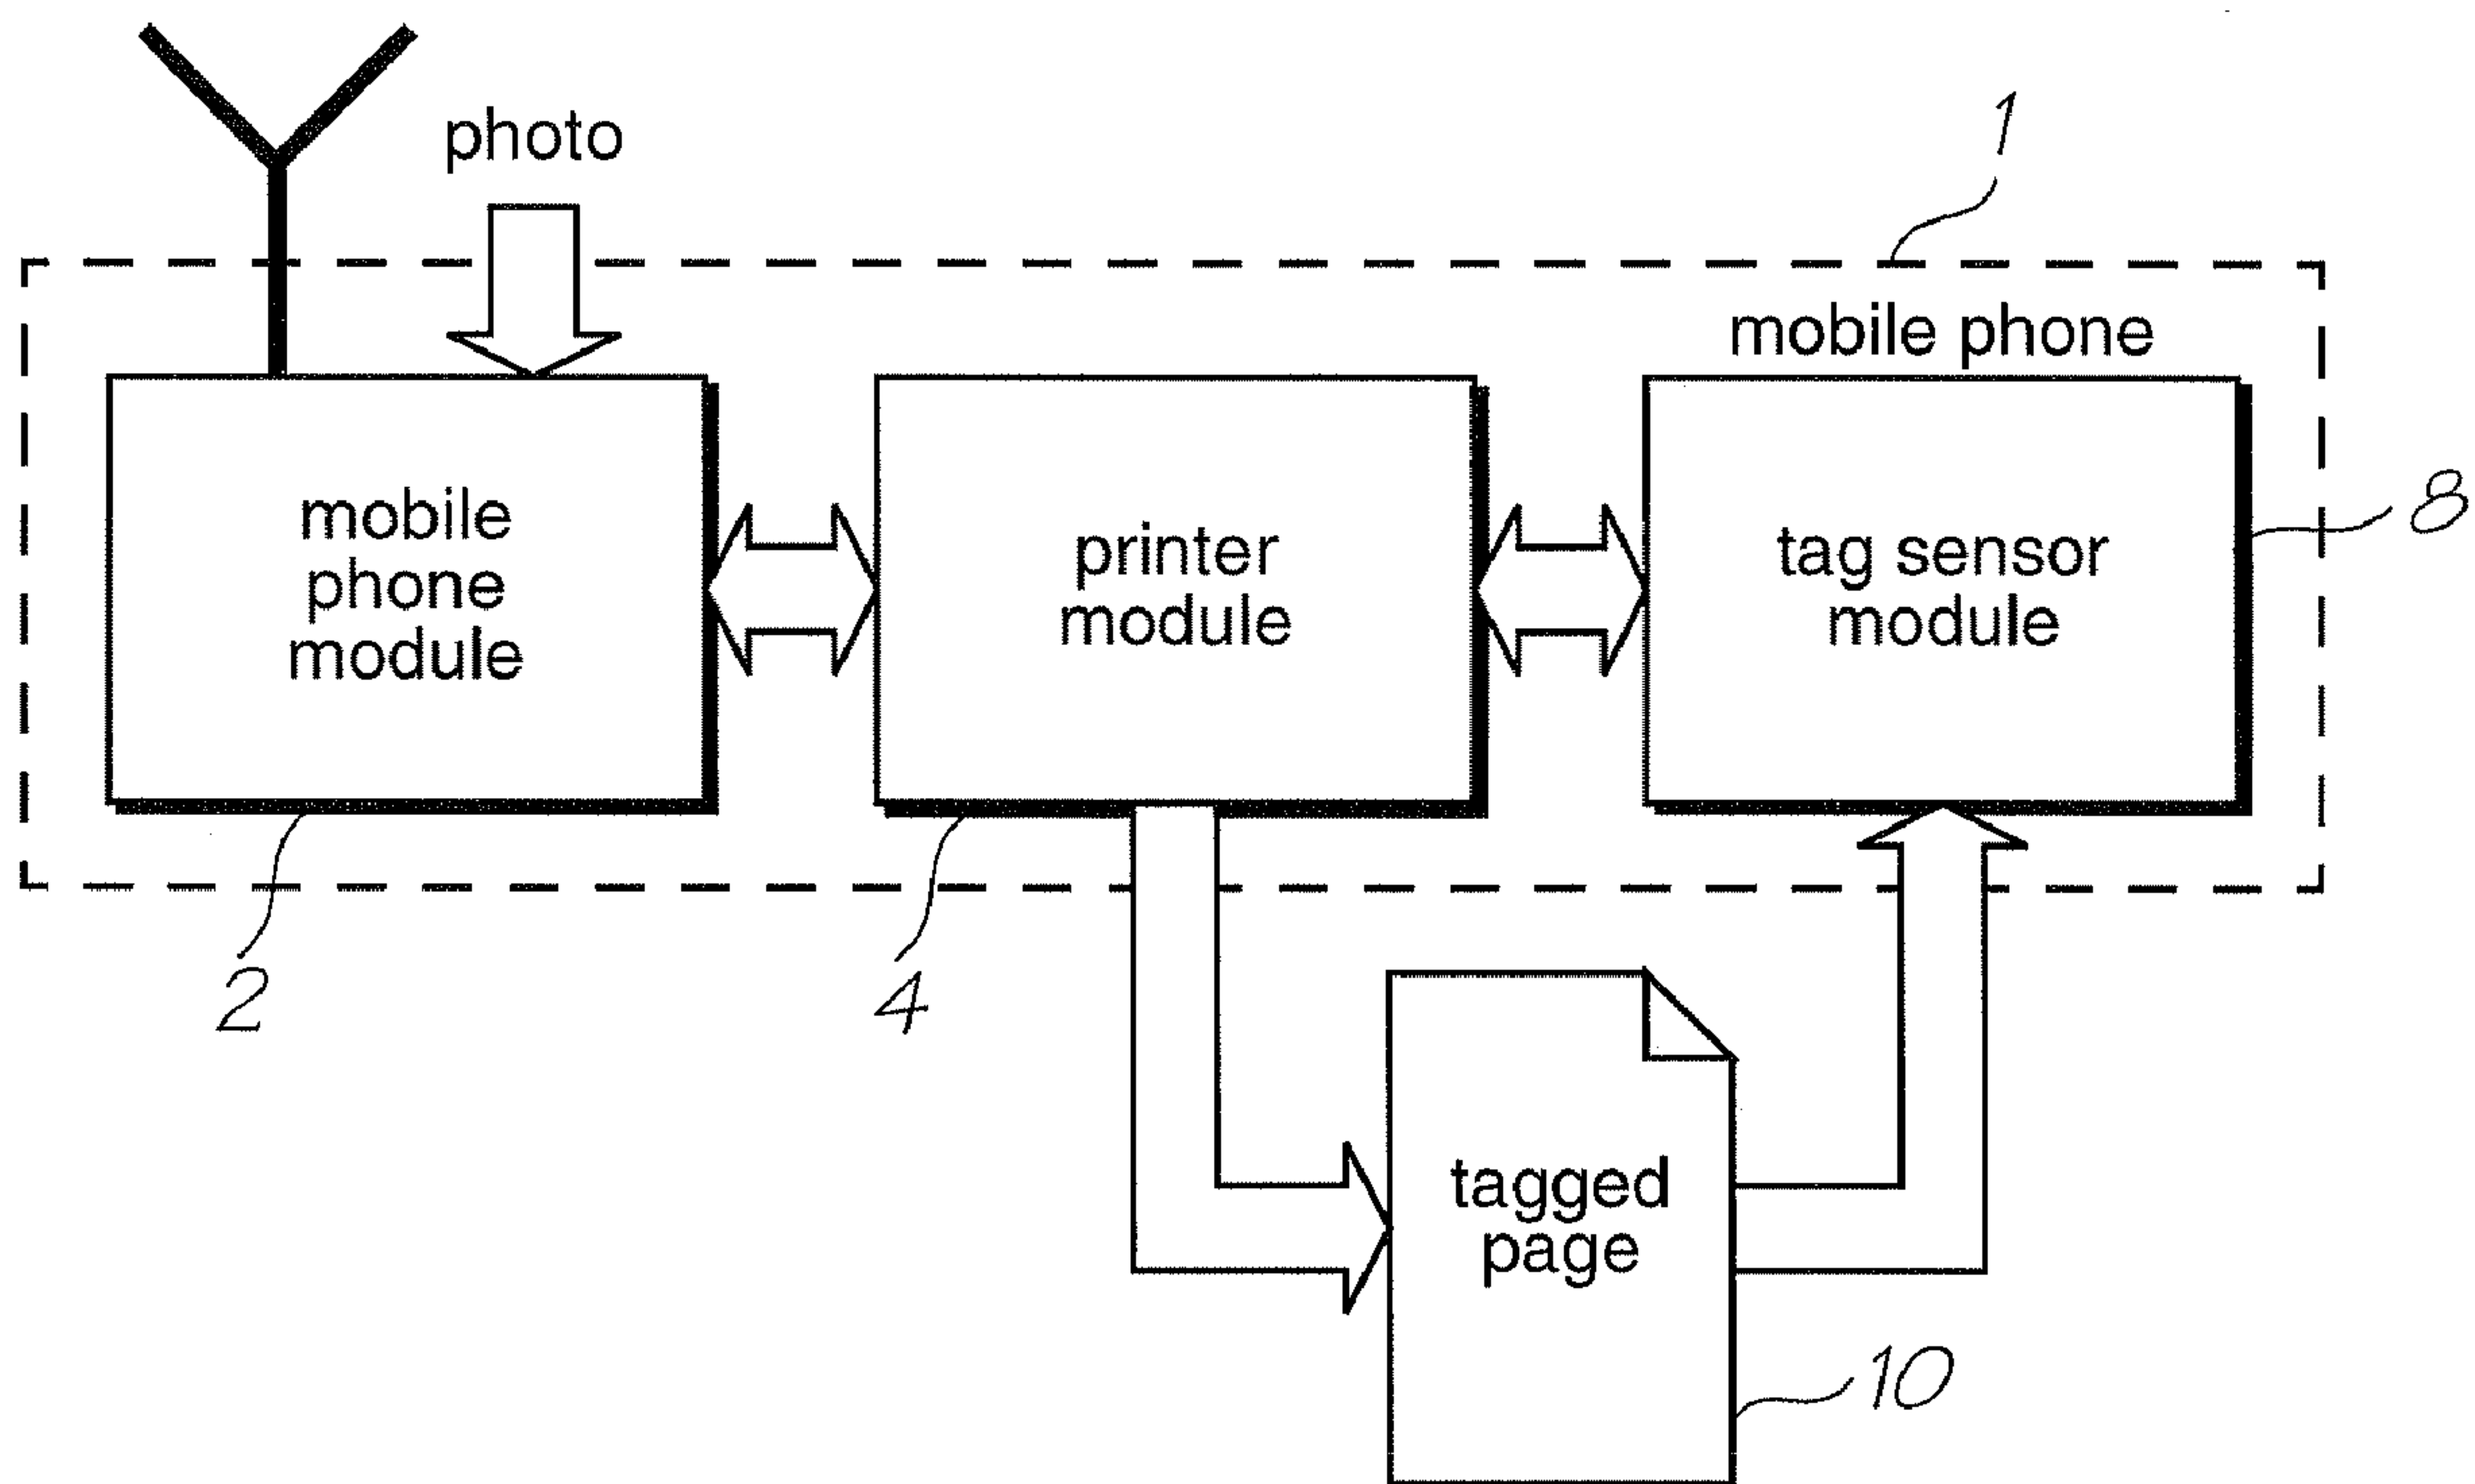 photo
1
mobile phone
mobile
phone
module
printer
module
tag sensor
module
8
2
4
tagged
page
10